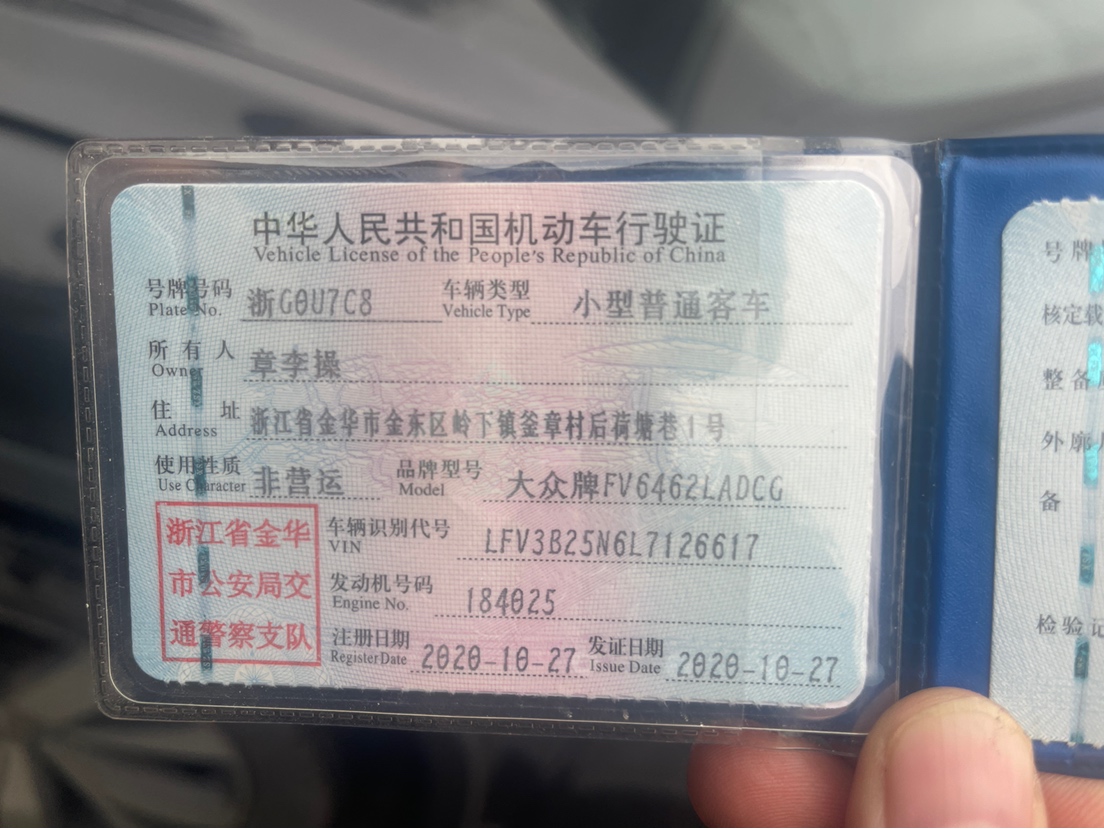 中华人民共和国机动车行驶证
Vehicle License of the People's Republic of China
号牌号码 浙G0U7C8 车辆类型 小型普通客车
Plate No. Vehicle Type
所有人 章李操
Owner
住址 浙江省金华市金东区岭下镇釜章村后荷塘巷1号
Address
使用性质 非营运 品牌型号 大众牌FV6462LADCG
Use Character Model
浙江省金华
市公安局交
通警察支队
车辆识别代号 LFV3B25N6L7126617
VIN
发动机号码 184025
Engine No.
注册日期 2020-10-27 发证日期 2020-10-27
Register Date Issue Date
号牌
核定载
整备
外廓
备
检验记